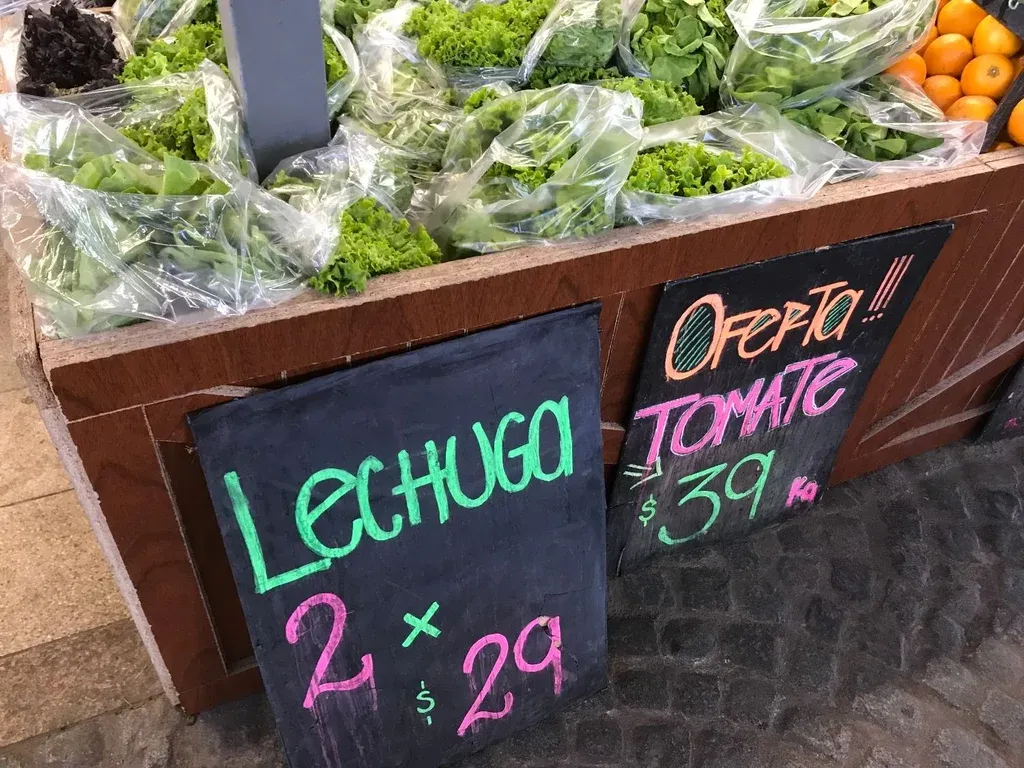 Lechuga
2 x
$ 29
Oferta !!!
Tomate
= $ 39 Kg